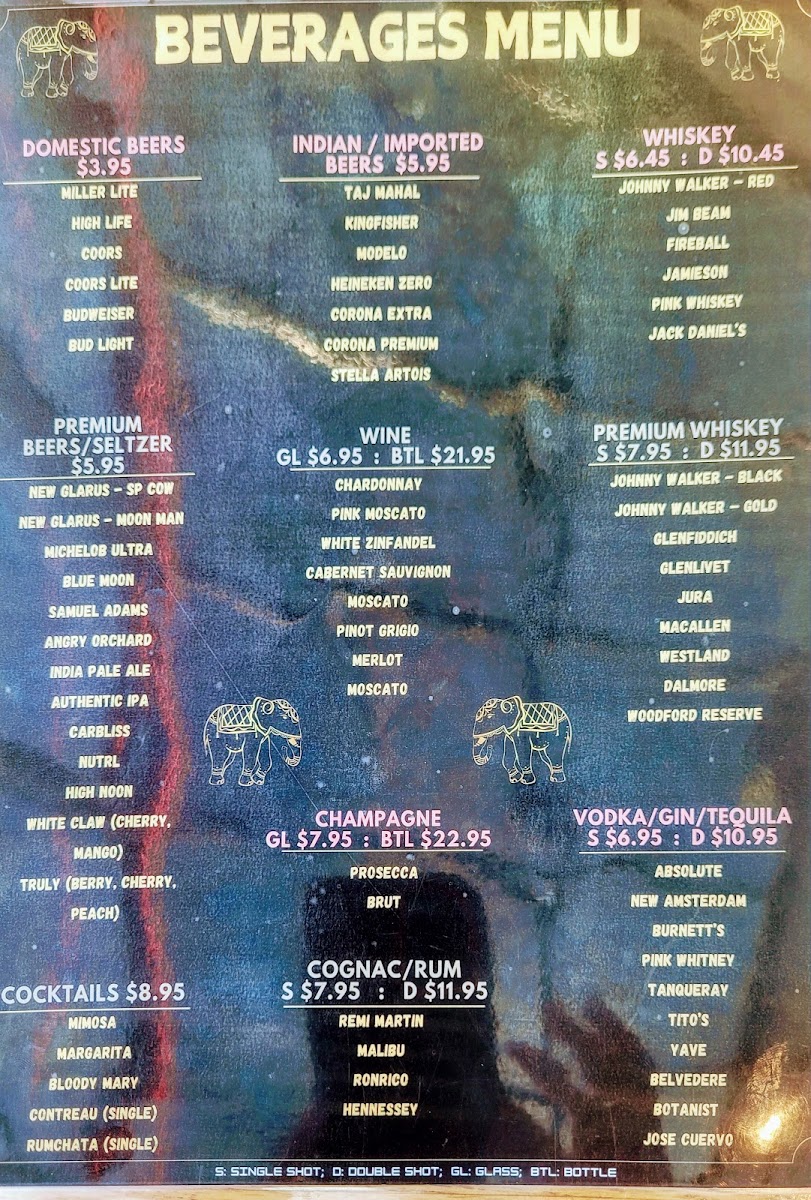 BEVERAGES MENU
DOMESTIC BEERS
$3.95
MILLER LITE
HIGH LIFE
COORS
COORS LITE
BUDWEISER
BUD LIGHT
PREMIUM
BEERS/SELTZER
$5.95
NEW GLARUS – SP COW
NEW GLARUS – MOON MAN
MICHELOB ULTRA
BLUE MOON
SAMUEL ADAMS
ANGRY ORCHARD
INDIA PALE ALE
AUTHENTIC IPA
CARBLISS
NUTRL
HIGH NOON
WHITE CLAW (CHERRY,
MANGO)
TRULY (BERRY, CHERRY,
PEACH)
COCKTAILS $8.95
MIMOSA
MARGARITA
BLOODY MARY
CONTREAU (SINGLE)
RUMCHATA (SINGLE)
INDIAN / IMPORTED
BEERS $5.95
TAJ MAHAL
KINGFISHER
MODELO
HEINEKEN ZERO
CORONA EXTRA
CORONA PREMIUM
STELLA ARTOIS
WINE
GL $6.95 : BTL $21.95
CHARDONNAY
PINK MOSCATO
WHITE ZINFANDEL
CABERNET SAUVIGNON
MOSCATO
PINOT GRIGIO
MERLOT
MOSCATO
CHAMPAGNE
GL $7.95 : BTL $22.95
PROSECCA
BRUT
COGNAC/RUM
S $7.95 : D $11.95
REMI MARTIN
MALIBU
RONRICO
HENNESSEY
WHISKEY
S $6.45 : D $10.45
JOHNNY WALKER – RED
JIM BEAM
FIREBALL
JAMIESON
PINK WHISKEY
JACK DANIEL'S
PREMIUM WHISKEY
S $7.95 : D $11.95
JOHNNY WALKER – BLACK
JOHNNY WALKER – GOLD
GLENFIDDICH
GLENLIVET
JURA
MACALLEN
WESTLAND
DALMORE
WOODFORD RESERVE
VODKA/GIN/TEQUILA
S $6.95 : D $10.95
ABSOLUTE
NEW AMSTERDAM
BURNETT'S
PINK WHITNEY
TANQUERAY
TITO'S
YAVE
BELVEDERE
BOTANIST
JOSE CUERVO
S: SINGLE SHOT; D: DOUBLE SHOT; GL: GLASS; BTL: BOTTLE